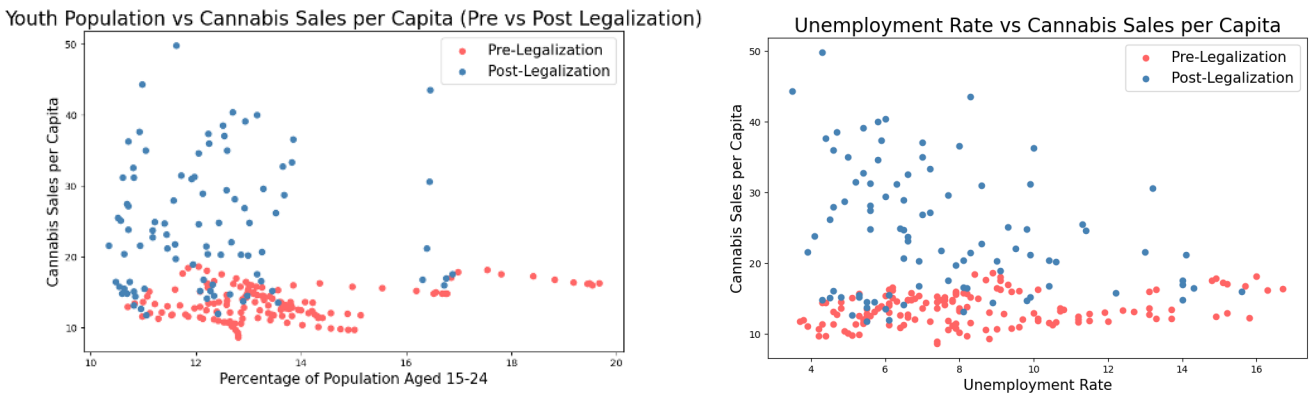 Youth Population vs Cannabis Sales per Capita (Pre vs Post Legalization)
Pre-Legalization
Post-Legalization
Cannabis Sales per Capita
50
40
30
20
10
10 12 14 16 18 20
Percentage of Population Aged 15-24
Unemployment Rate vs Cannabis Sales per Capita
Pre-Legalization
Post-Legalization
Cannabis Sales per Capita
50
40
30
20
10
4 6 8 10 12 14 16
Unemployment Rate